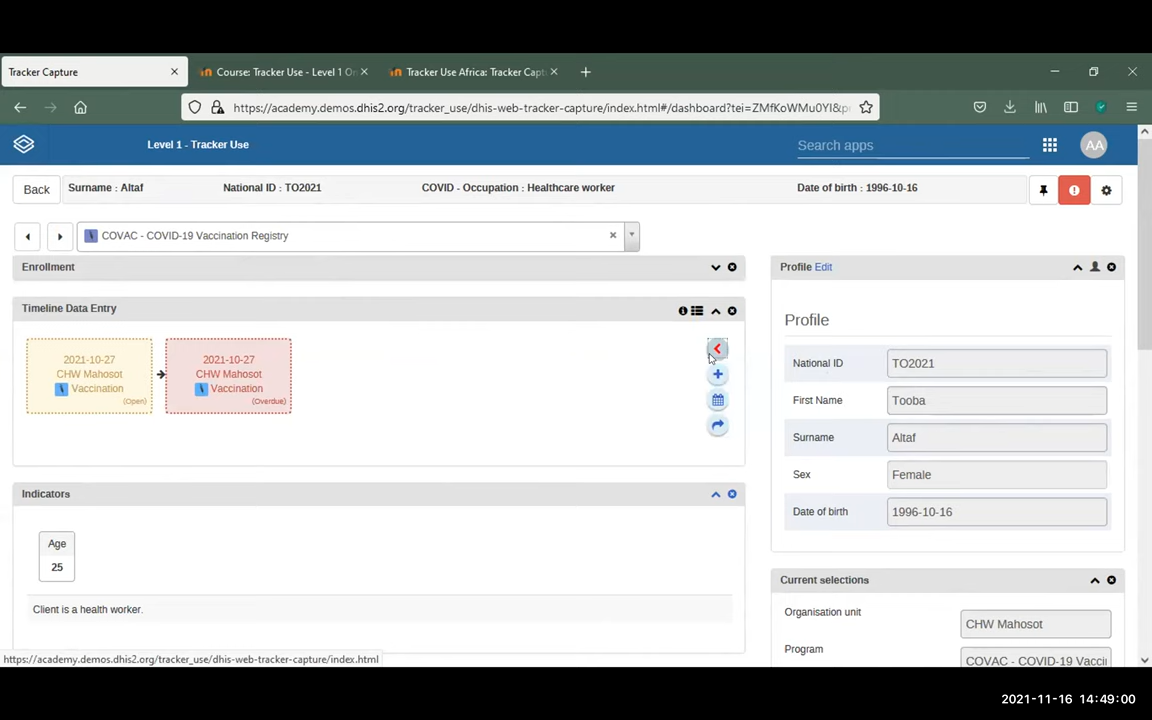 Tracker Capture
Course: Tracker Use - Level 1 On
Tracker Use Africa: Tracker Capt
https://academy.demos.dhis2.org/tracker_use/dhis-web-tracker-capture/index.html#/dashboard?tei=ZMfKoWMu0YI&pr
Level 1 - Tracker Use
Search apps
AA
Back
Surname : Altaf
National ID : TO2021
COVID - Occupation : Healthcare worker
Date of birth : 1996-10-16
COVAC - COVID-19 Vaccination Registry
Enrollment
Profile Edit
Timeline Data Entry
2021-10-27
CHW Mahosot
Vaccination
(Open)
2021-10-27
CHW Mahosot
Vaccination
(Overdue)
Profile
National ID TO2021
First Name Tooba
Surname Altaf
Sex Female
Date of birth 1996-10-16
Indicators
Age
25
Client is a health worker.
Current selections
Organisation unit CHW Mahosot
Program COVAC - COVID-19 Vacci
https://academy.demos.dhis2.org/tracker_use/dhis-web-tracker-capture/index.html
2021-11-16 14:49:00